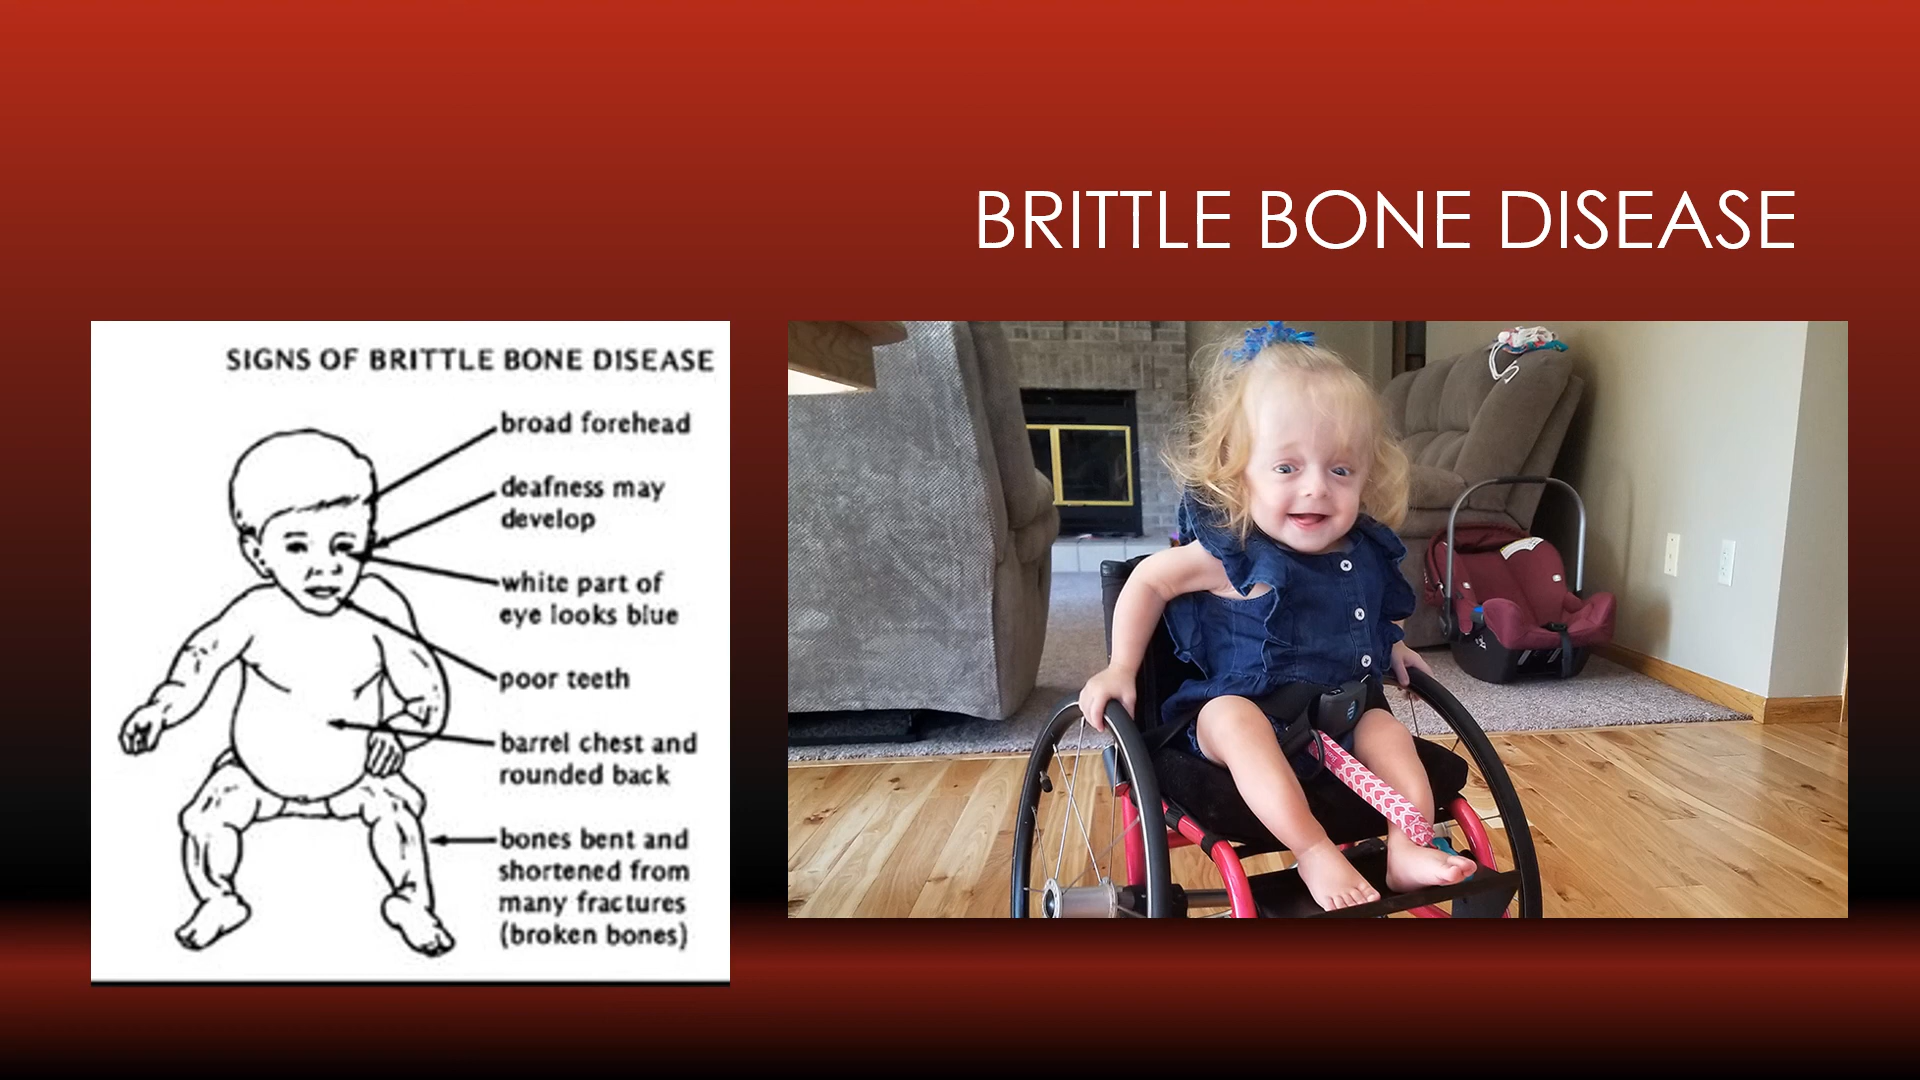 BRITTLE BONE DISEASE
SIGNS OF BRITTLE BONE DISEASE
broad forehead
deafness may
develop
white part of
eye looks blue
poor teeth
barrel chest and
rounded back
bones bent and
shortened from
many fractures
(broken bones)